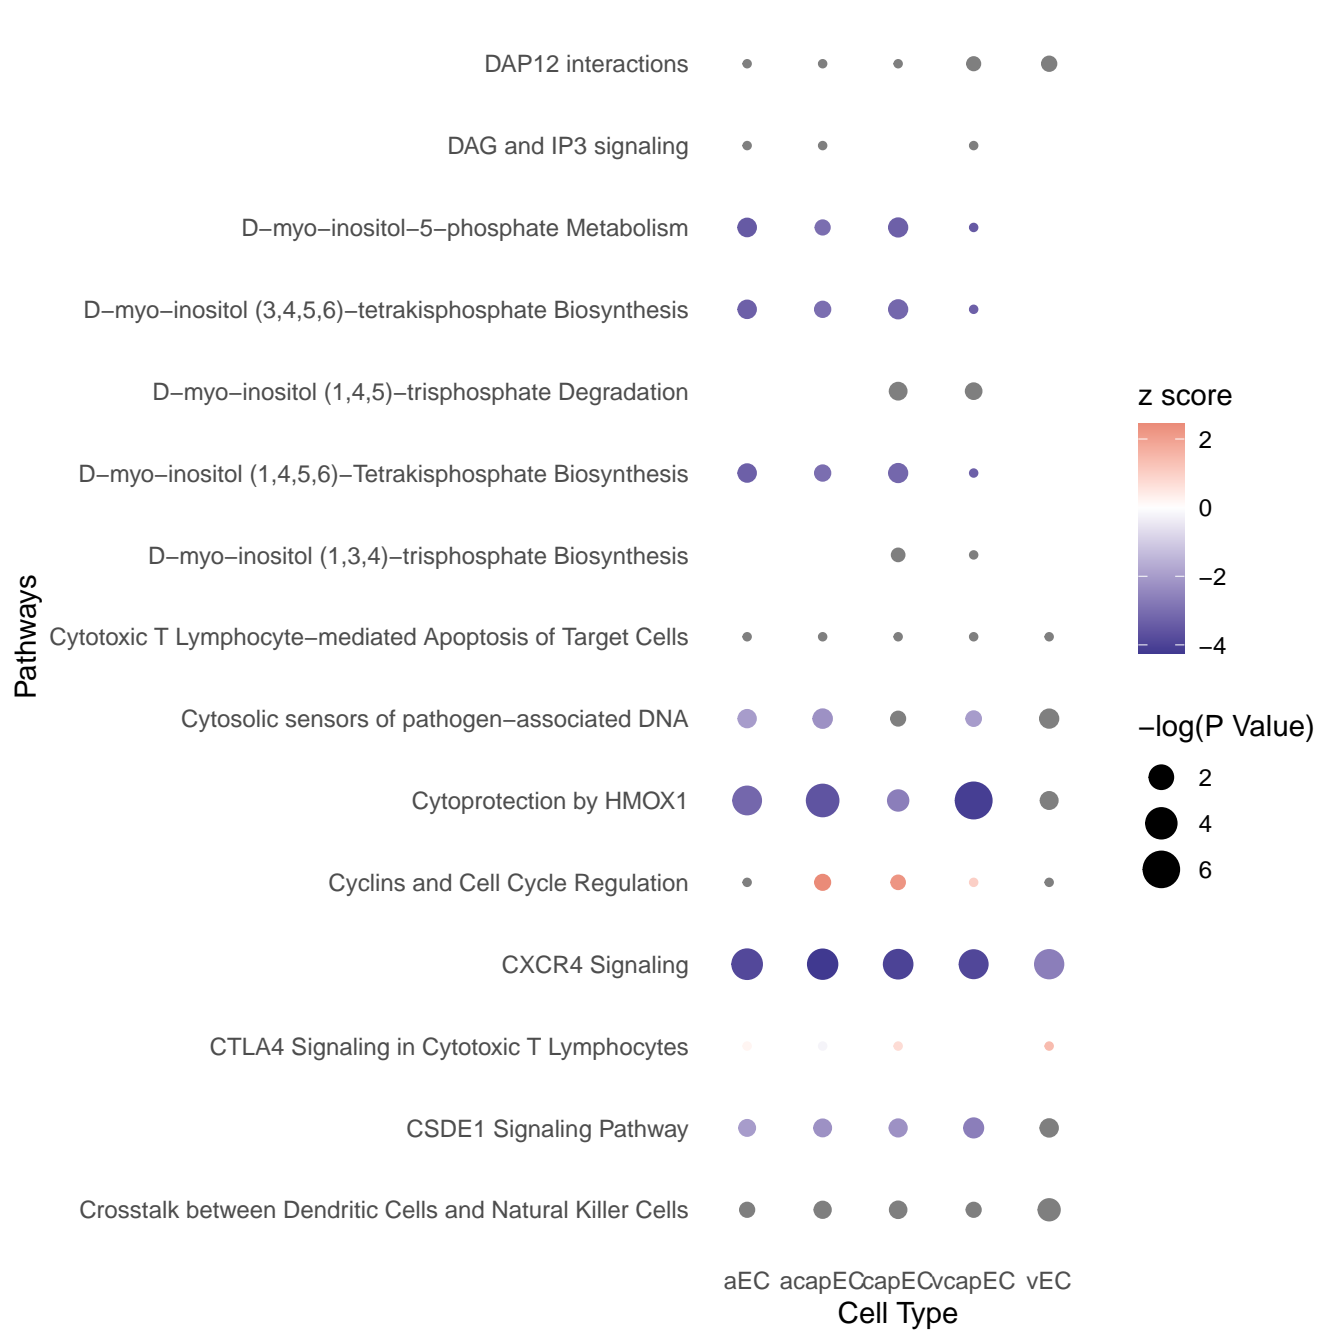 DAP12 interactions
DAG and IP3 signaling
D−myo−inositol−5−phosphate Metabolism
D−myo−inositol (3,4,5,6)−tetrakisphosphate Biosynthesis
D−myo−inositol (1,4,5)−trisphosphate Degradation
D−myo−inositol (1,4,5,6)−Tetrakisphosphate Biosynthesis
D−myo−inositol (1,3,4)−trisphosphate Biosynthesis
Cytotoxic T Lymphocyte−mediated Apoptosis of Target Cells
Cytosolic sensors of pathogen−associated DNA
Cytoprotection by HMOX1
Cyclins and Cell Cycle Regulation
CXCR4 Signaling
CTLA4 Signaling in Cytotoxic T Lymphocytes
CSDE1 Signaling Pathway
Crosstalk between Dendritic Cells and Natural Killer Cells
Pathways
aEC acapEC capEC vcapEC vEC
Cell Type
z score
2
0
−2
−4
−log(P Value)
2
4
6